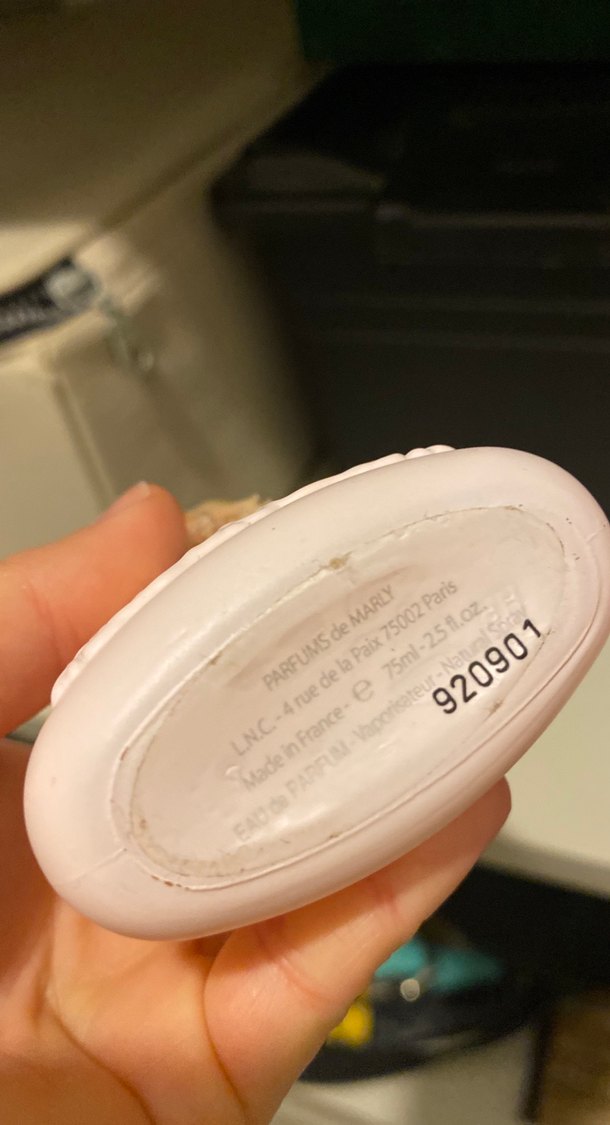 PARFUMS de MARLY
L.N.C - 4 rue de la Paix 75002 Paris
Made in France - e 75ml - 2.5 fl.oz.
EAU de PARFUM - Vaporisateur - Natural Spray
920901